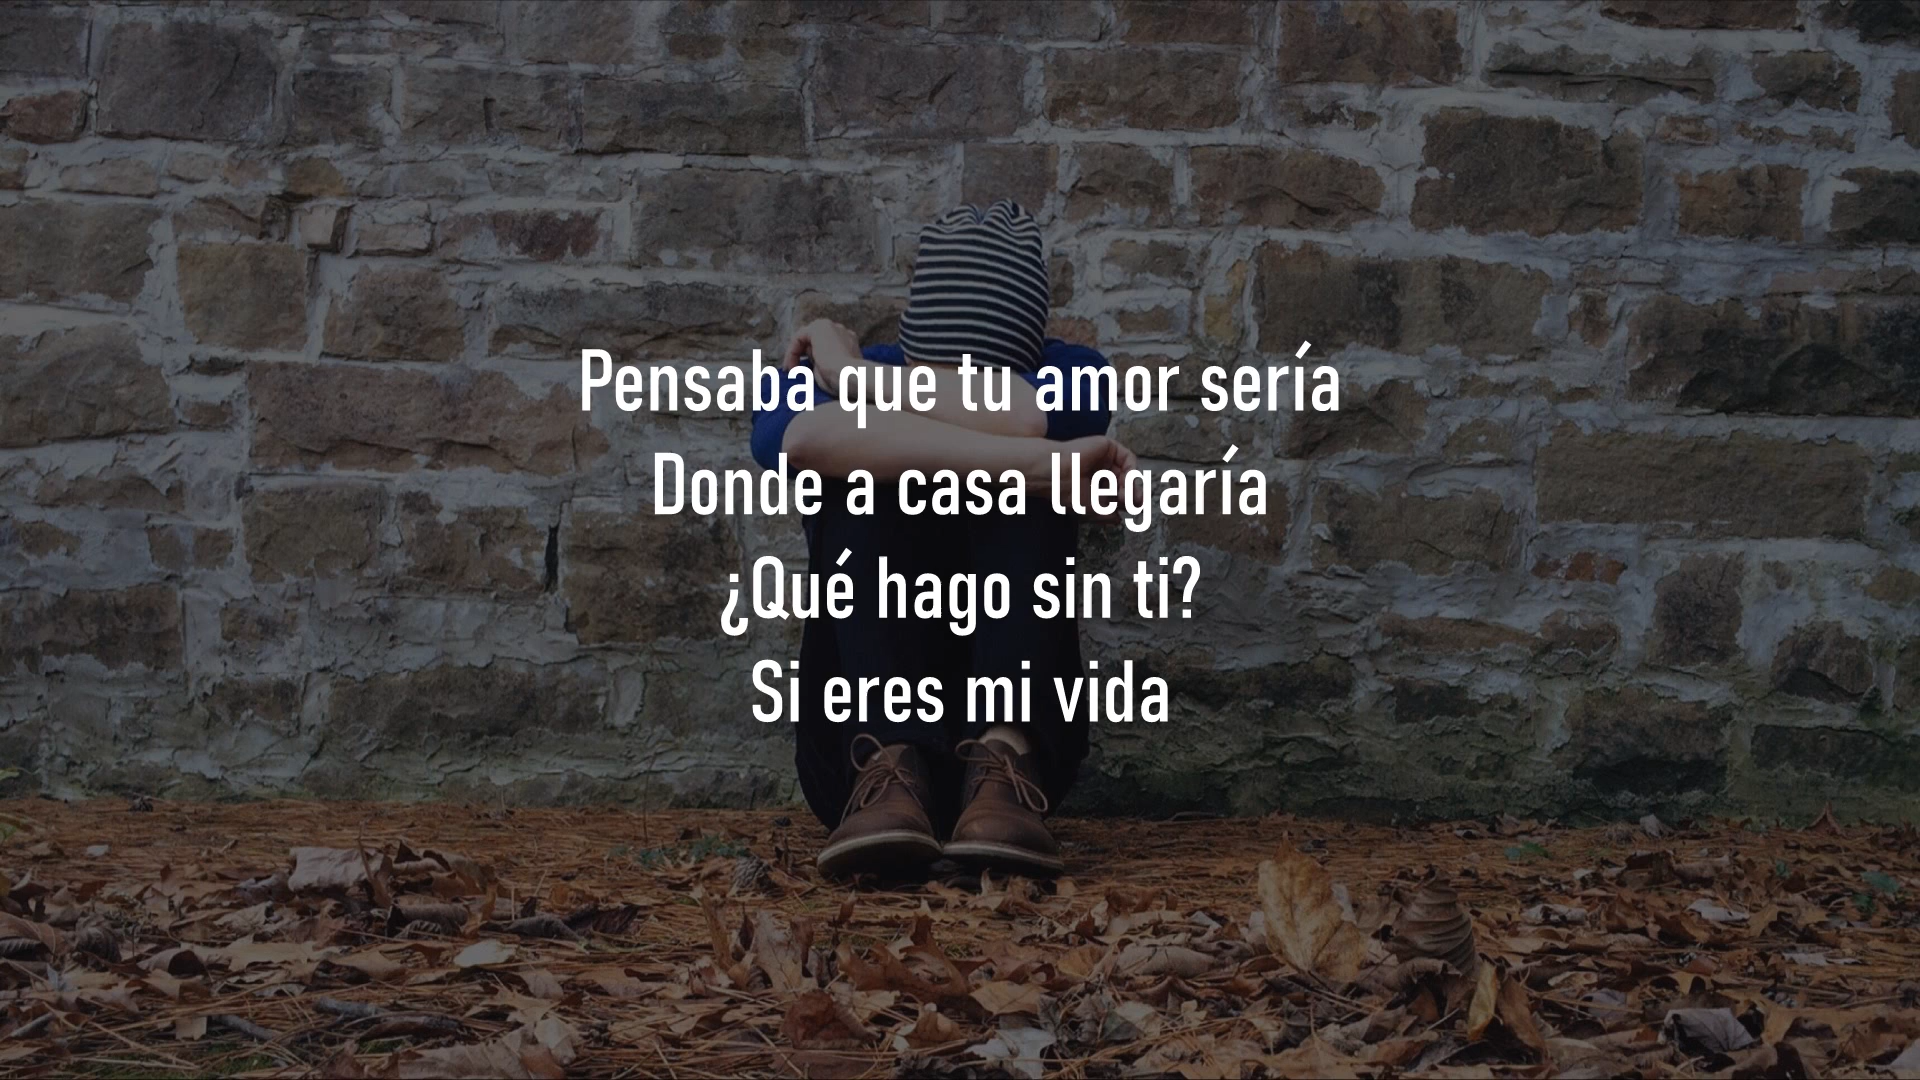 Pensaba que tu amor sería
Donde a casa llegaría
¿Qué hago sin ti?
Si eres mi vida